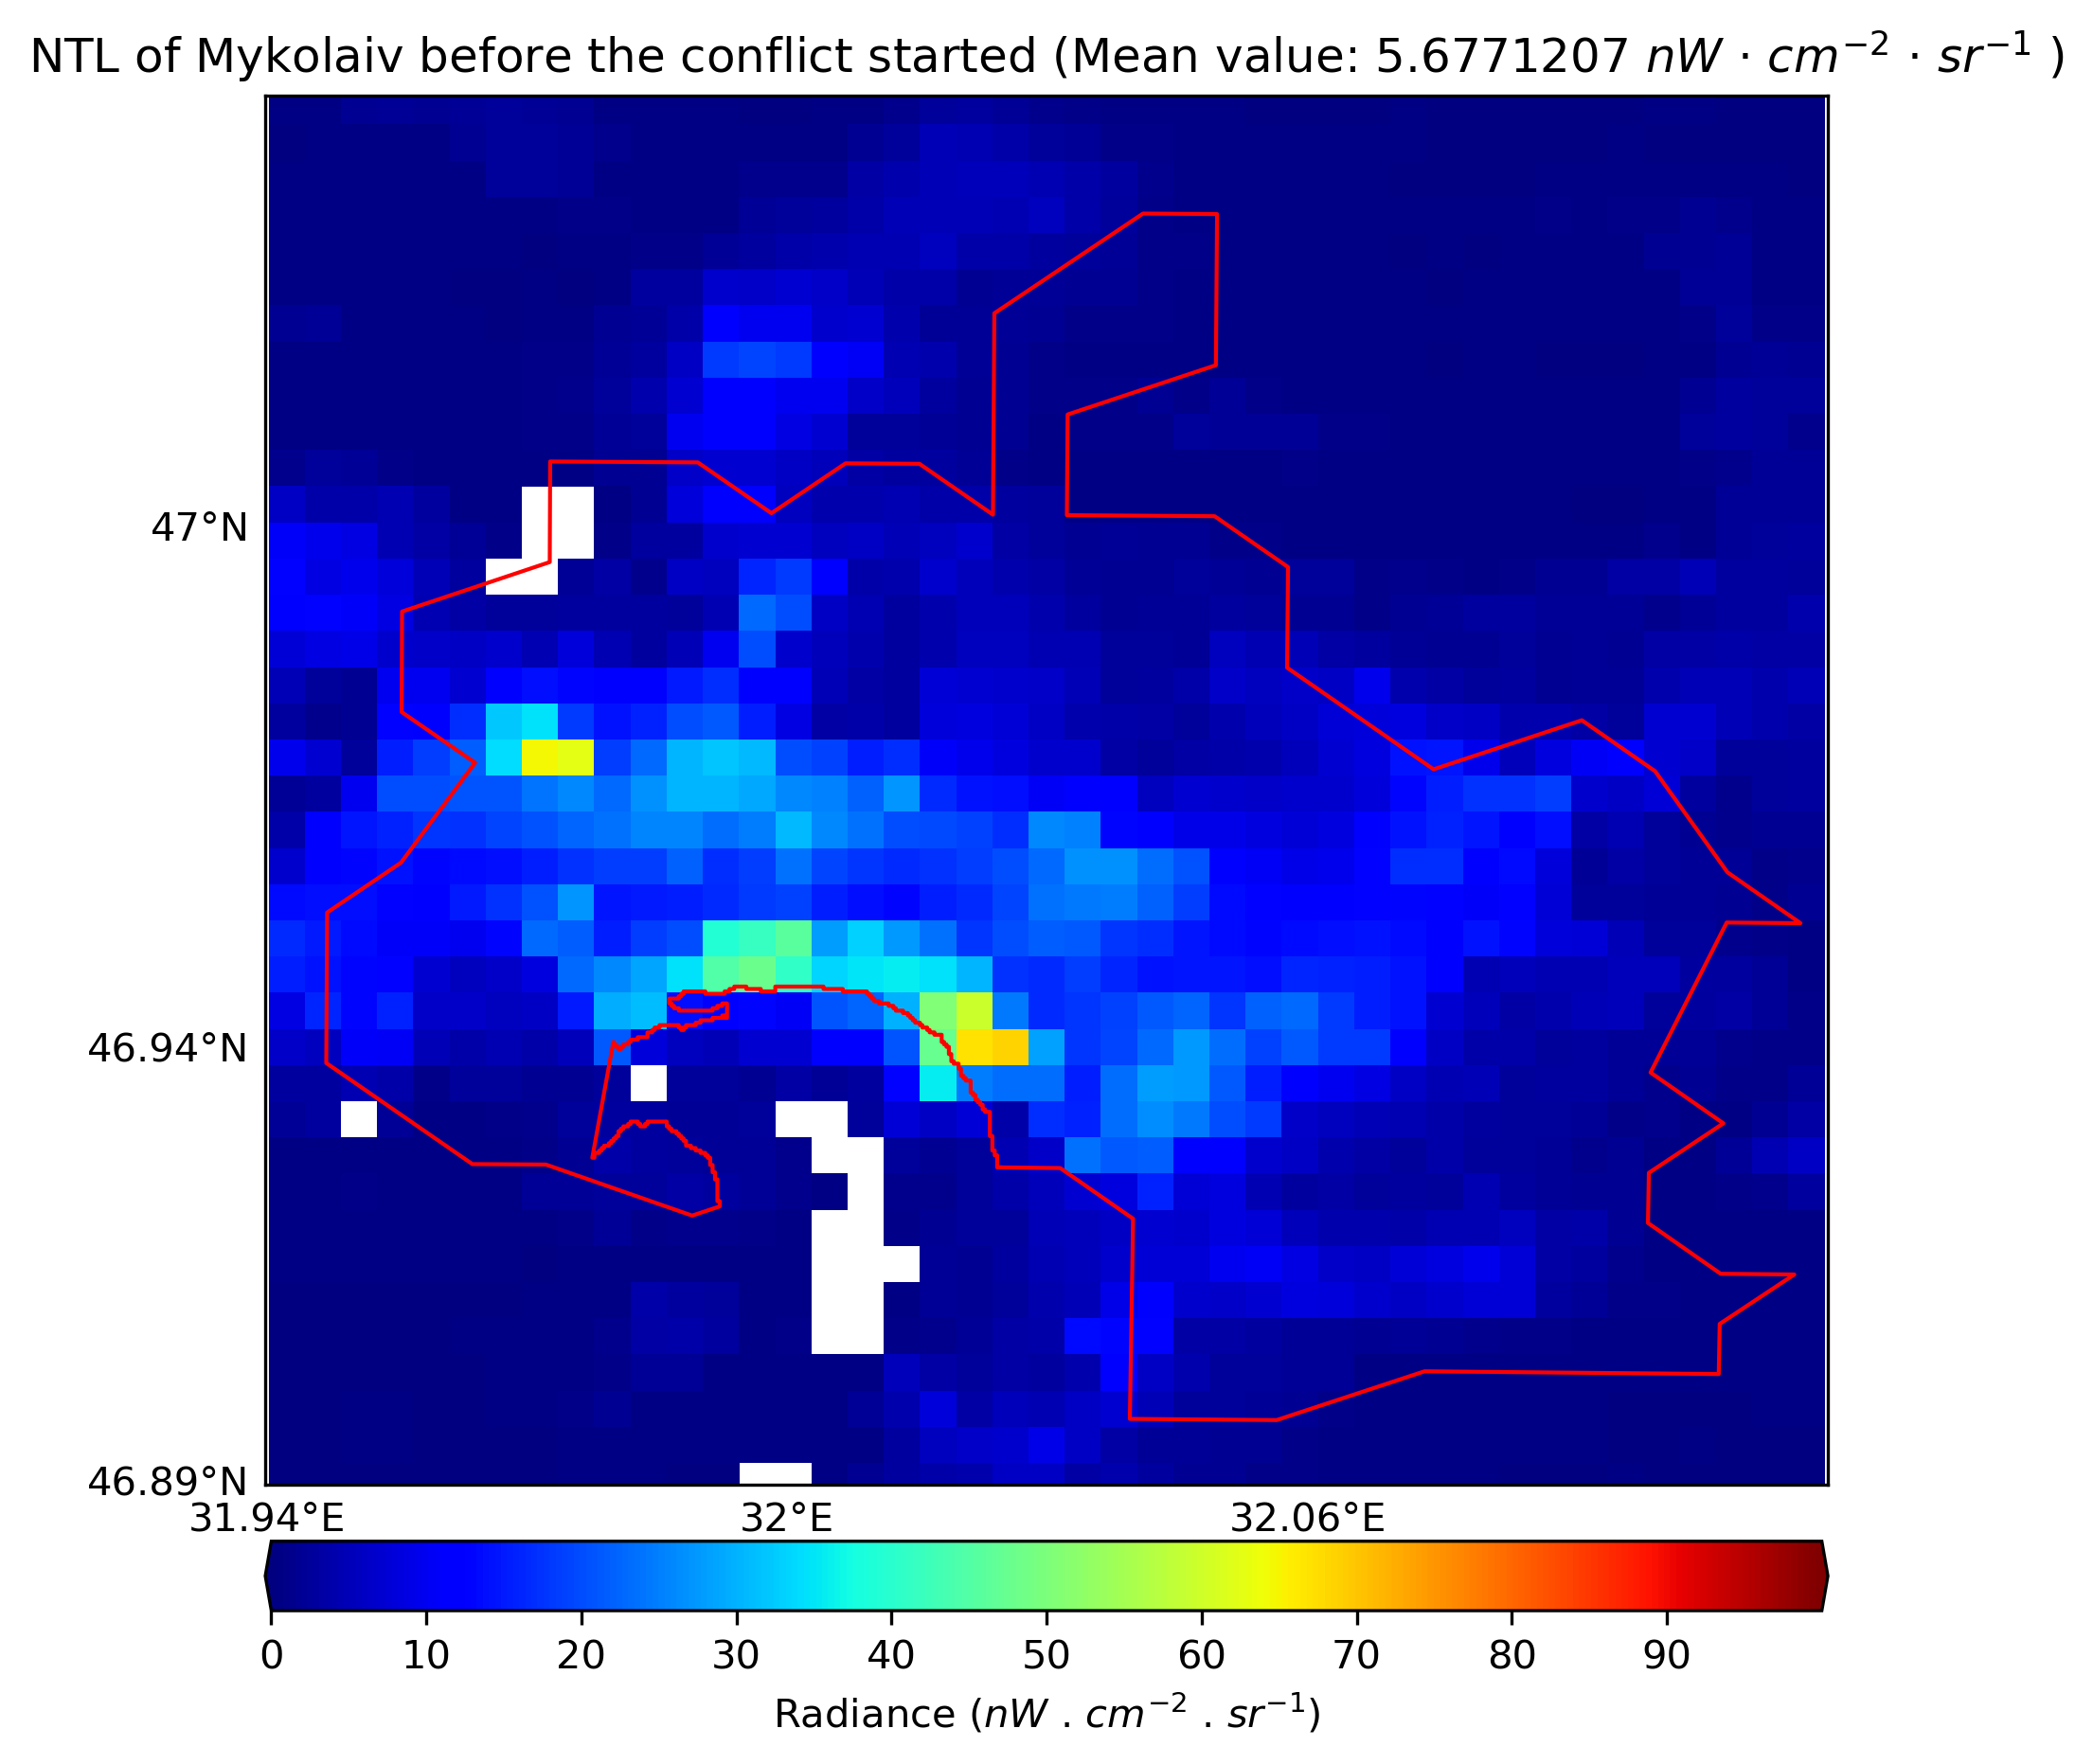 NTL of Mykolaiv before the conflict started (Mean value: 5.6771207 nW · cm⁻² · sr⁻¹ )
47°N
46.94°N
46.89°N
31.94°E 32°E 32.06°E
0 10 20 30 40 50 60 70 80 90
Radiance (nW . cm⁻² . sr⁻¹)